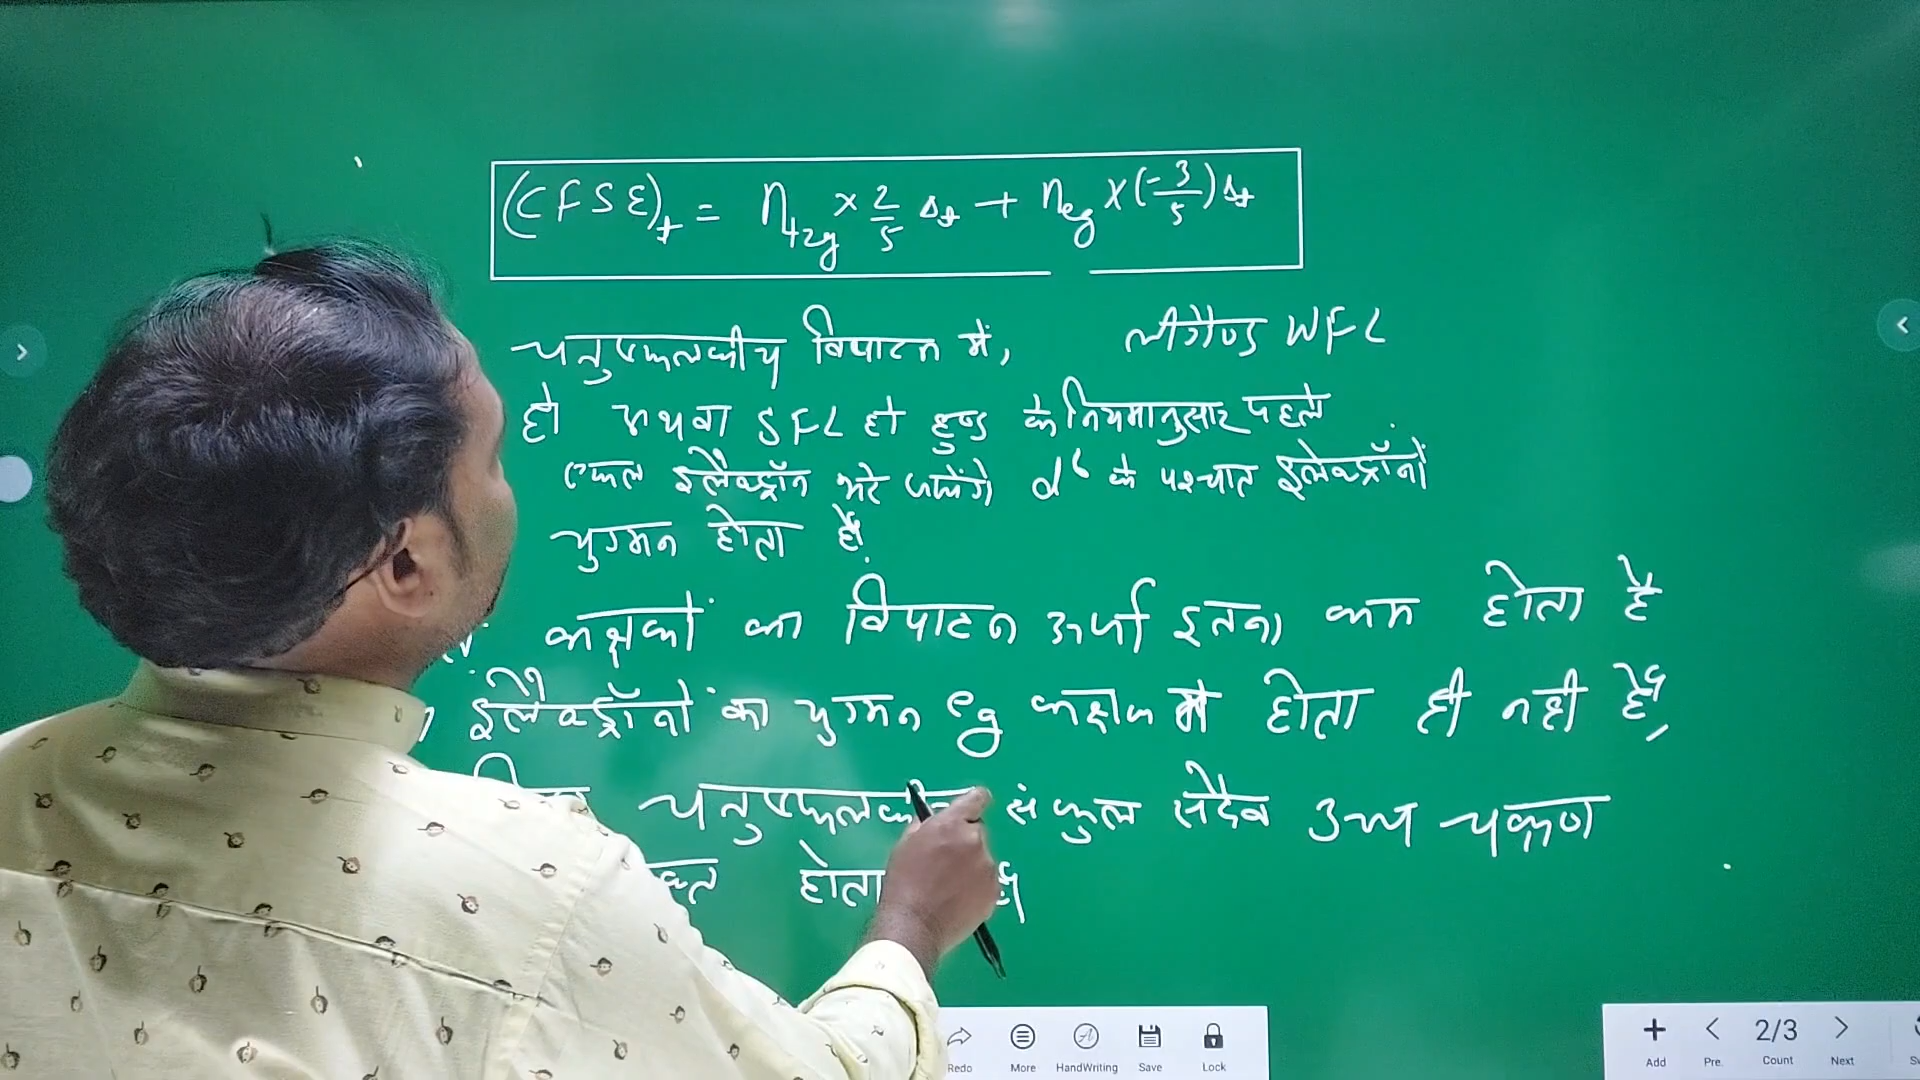 (CFSE)t = nt2g × 2/5 Δt + neg × (-3/5) Δt
चतुष्फलकीय विपाटन में, लीगैण्ड WFL
हो अथवा SFL हो हुण्ड के नियमानुसार पहले
एकल इलैक्ट्रॉन भरे जायेंगे d⁶ के पश्चात इलेक्ट्रॉनों
युग्मन होता है।
कक्षकों का विपाटन ऊर्जा इतना कम होता है
इलैक्ट्रॉनों का युग्मन eg कक्षक में होता ही नही है,
चतुष्फलकीय संकुल सदैव उच्च चक्रण
होता है।
Redo More HandWriting Save Lock
Add Pre. 2/3 Count Next